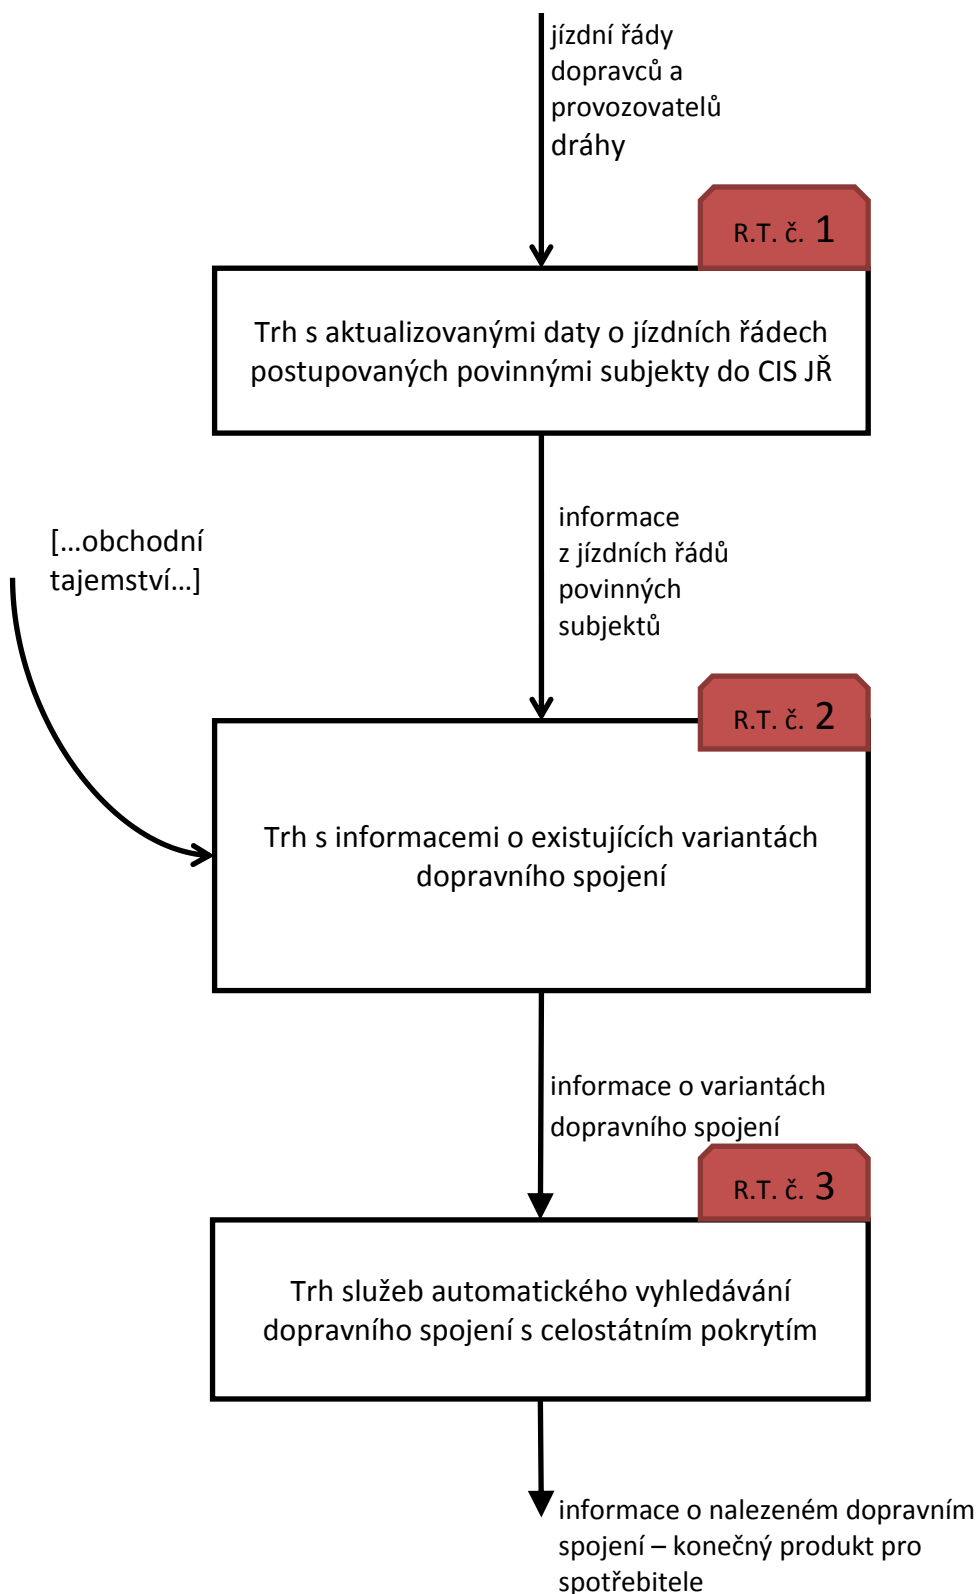 jízdní řády
dopravců a
provozovatelů
dráhy
R.T. č. 1
Trh s aktualizovanými daty o jízdních řádech
postupovaných povinnými subjekty do CIS JŘ
informace
z jízdních řádů
povinných
subjektů
[…obchodní
tajemství…]
R.T. č. 2
Trh s informacemi o existujících variantách
dopravního spojení
informace o variantách
dopravního spojení
R.T. č. 3
Trh služeb automatického vyhledávání
dopravního spojení s celostátním pokrytím
informace o nalezeném dopravním
spojení – konečný produkt pro
spotřebitele